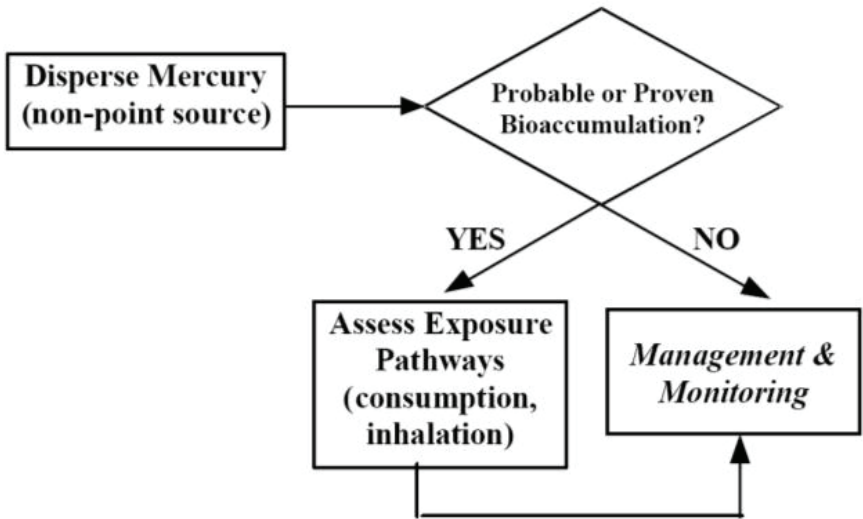 Disperse Mercury
(non-point source)
Probable or Proven
Bioaccumulation?
YES
NO
Assess Exposure
Pathways
(consumption,
inhalation)
Management &
Monitoring